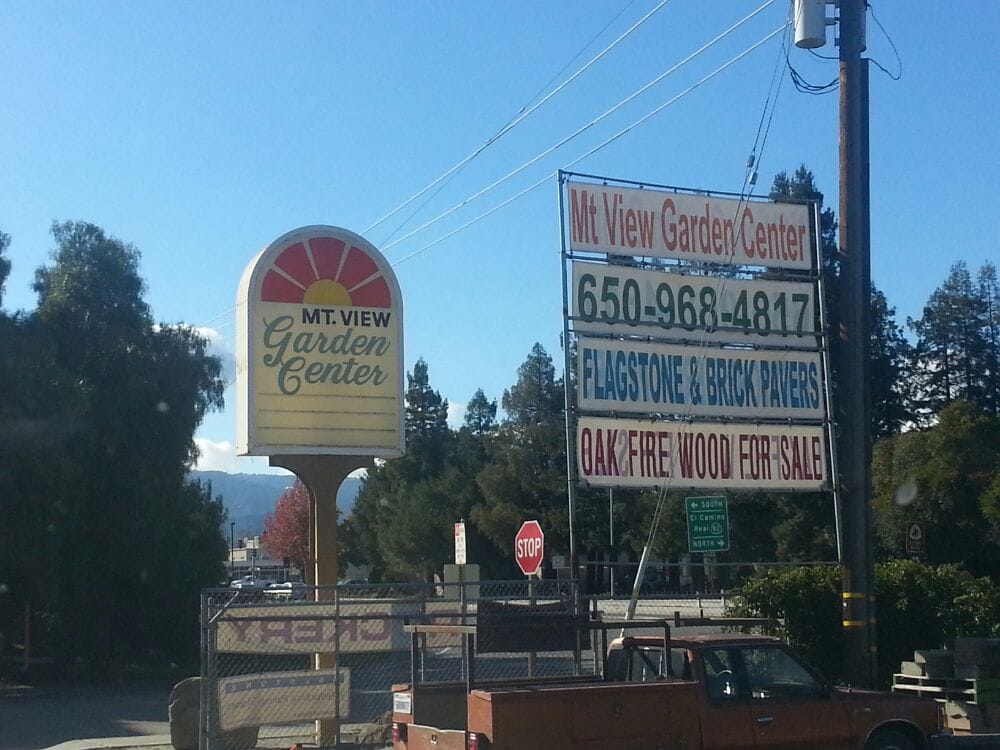 MT. VIEW
Garden
Center
Mt View Garden Center
650-968-4817
FLAGSTONE & BRICK PAVERS
OAK FIRE WOOD FOR SALE
STOP
← SOUTH
El Camino
Real 82
NORTH →